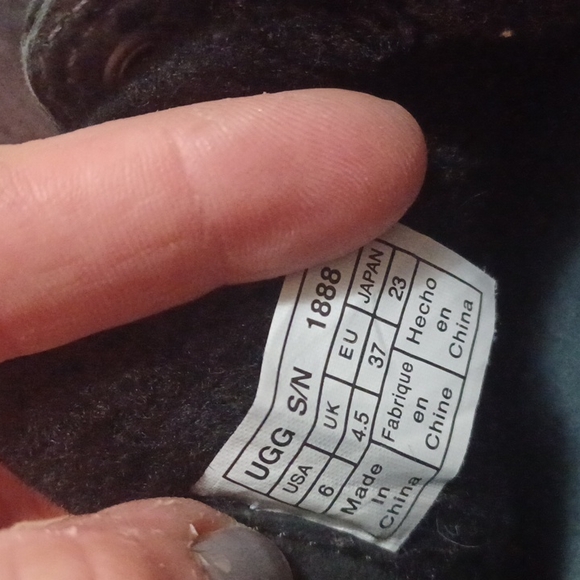 UGG S/N 1888
USA UK EU JAPAN
6 4.5 37 23
Made Fabrique Hecho
In en en
China Chine China